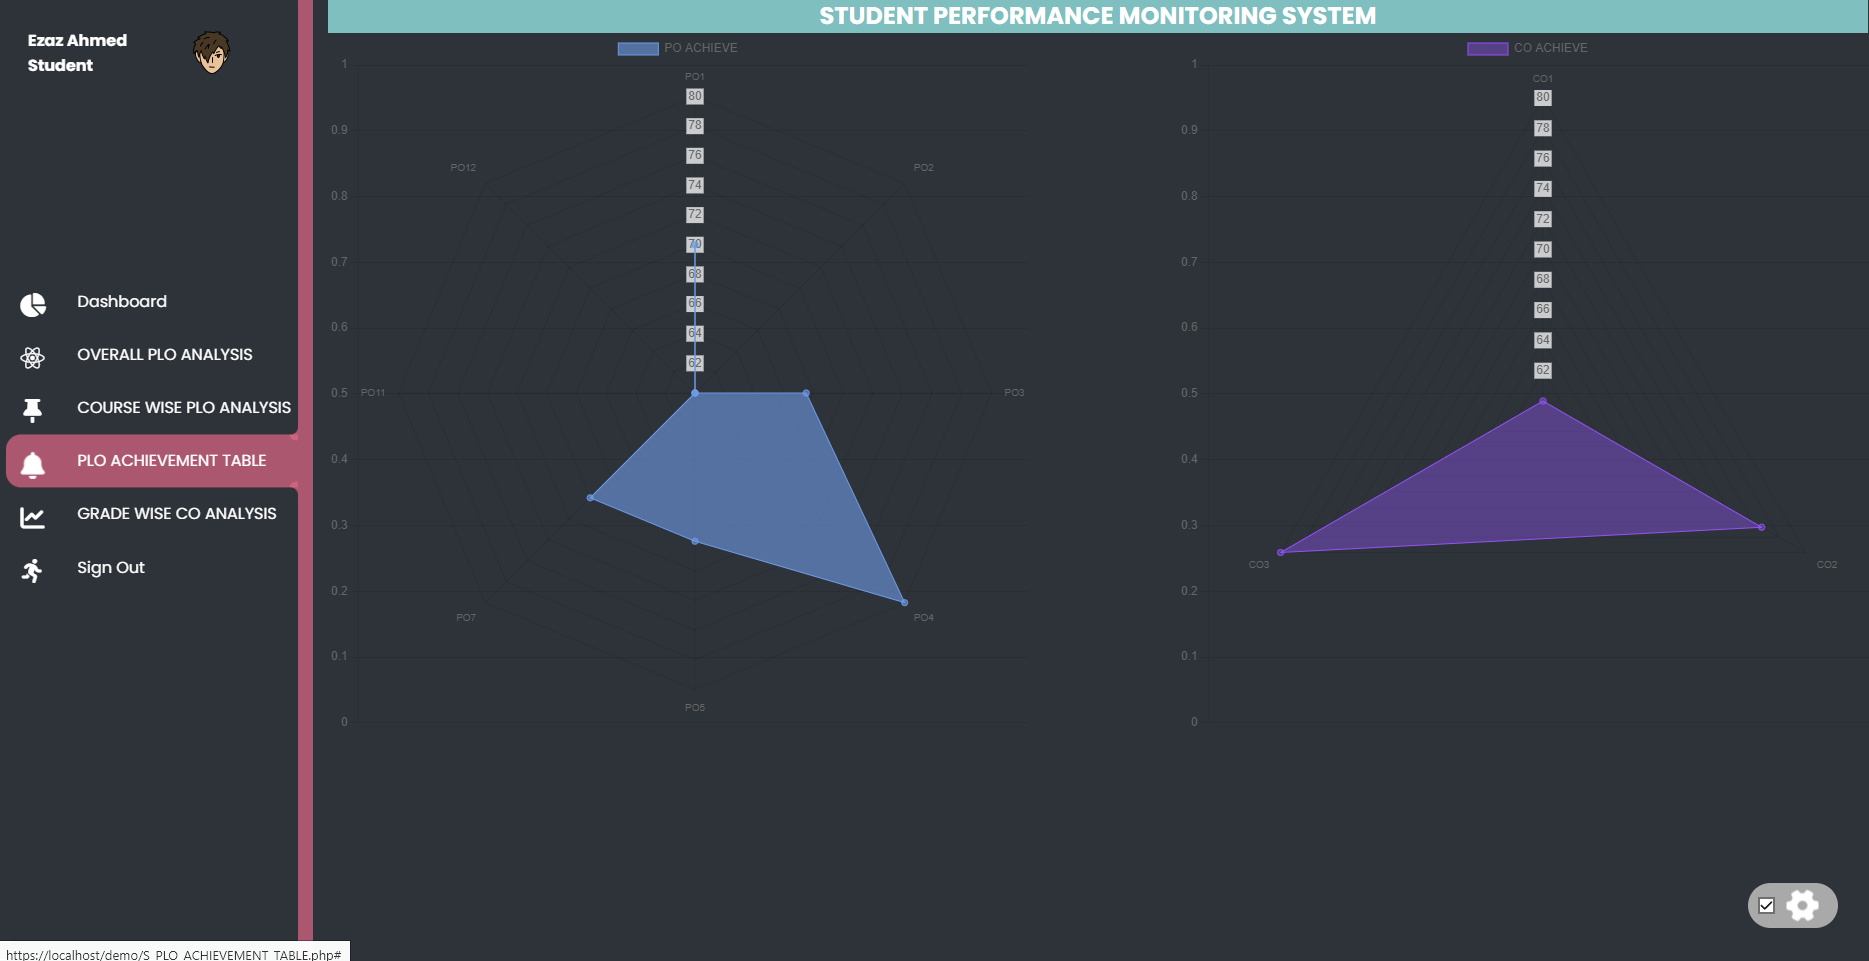 Ezaz Ahmed
Student
Dashboard
OVERALL PLO ANALYSIS
COURSE WISE PLO ANALYSIS
PLO ACHIEVEMENT TABLE
GRADE WISE CO ANALYSIS
Sign Out
STUDENT PERFORMANCE MONITORING SYSTEM
PO ACHIEVE
1
0.9
0.8
0.7
0.6
0.5
0.4
0.3
0.2
0.1
0
PO1
PO2
PO3
PO4
PO5
PO7
PO11
PO12
80
78
76
74
72
70
68
66
64
62
CO ACHIEVE
1
0.9
0.8
0.7
0.6
0.5
0.4
0.3
0.2
0.1
0
CO1
CO2
CO3
80
78
76
74
72
70
68
66
64
62
https://localhost/demo/S_PLO_ACHIEVEMENT_TABLE.php#